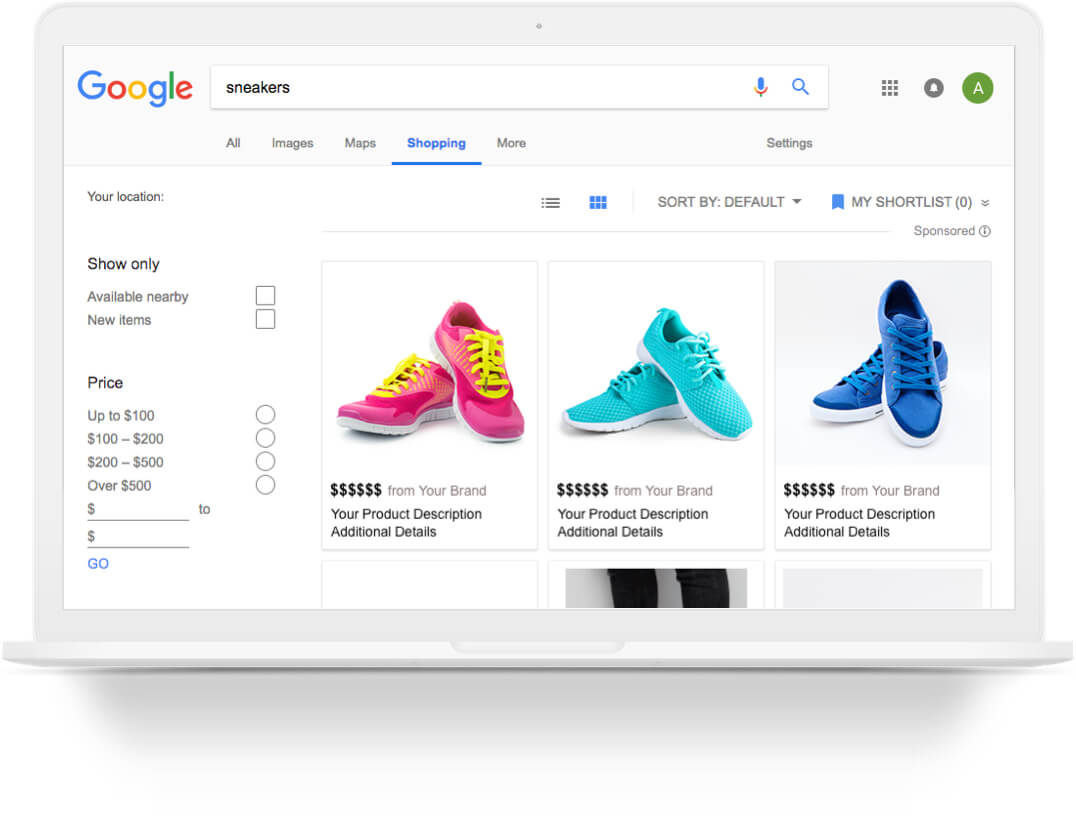 Google
sneakers
A
All Images Maps Shopping More Settings
Your location:
SORT BY: DEFAULT
MY SHORTLIST (0)
Sponsored
Show only
Available nearby
New items
Price
Up to $100
$100 – $200
$200 – $500
Over $500
$ to
$
GO
$$$$$$ from Your Brand
Your Product Description
Additional Details
$$$$$$ from Your Brand
Your Product Description
Additional Details
$$$$$$ from Your Brand
Your Product Description
Additional Details